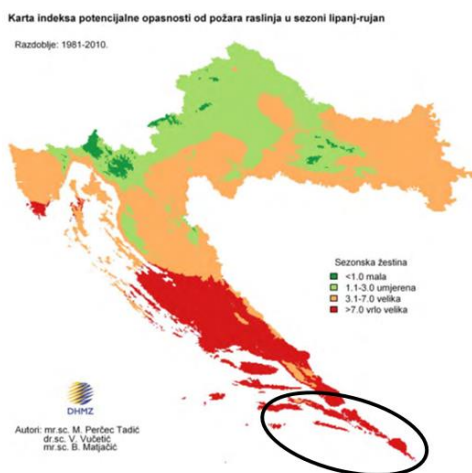 Karta indeksa potencijalne opasnosti od požara raslinja u sezoni lipanj-rujan
Razdoblje: 1981-2010.
Sezonska žestina
<1.0 mala
1.1-3.0 umjerena
3.1-7.0 velika
>7.0 vrlo velika
DHMZ
Autori: mr.sc. M. Perčec Tadić
dr.sc. V. Vučetić
mr.sc. B. Matjačić